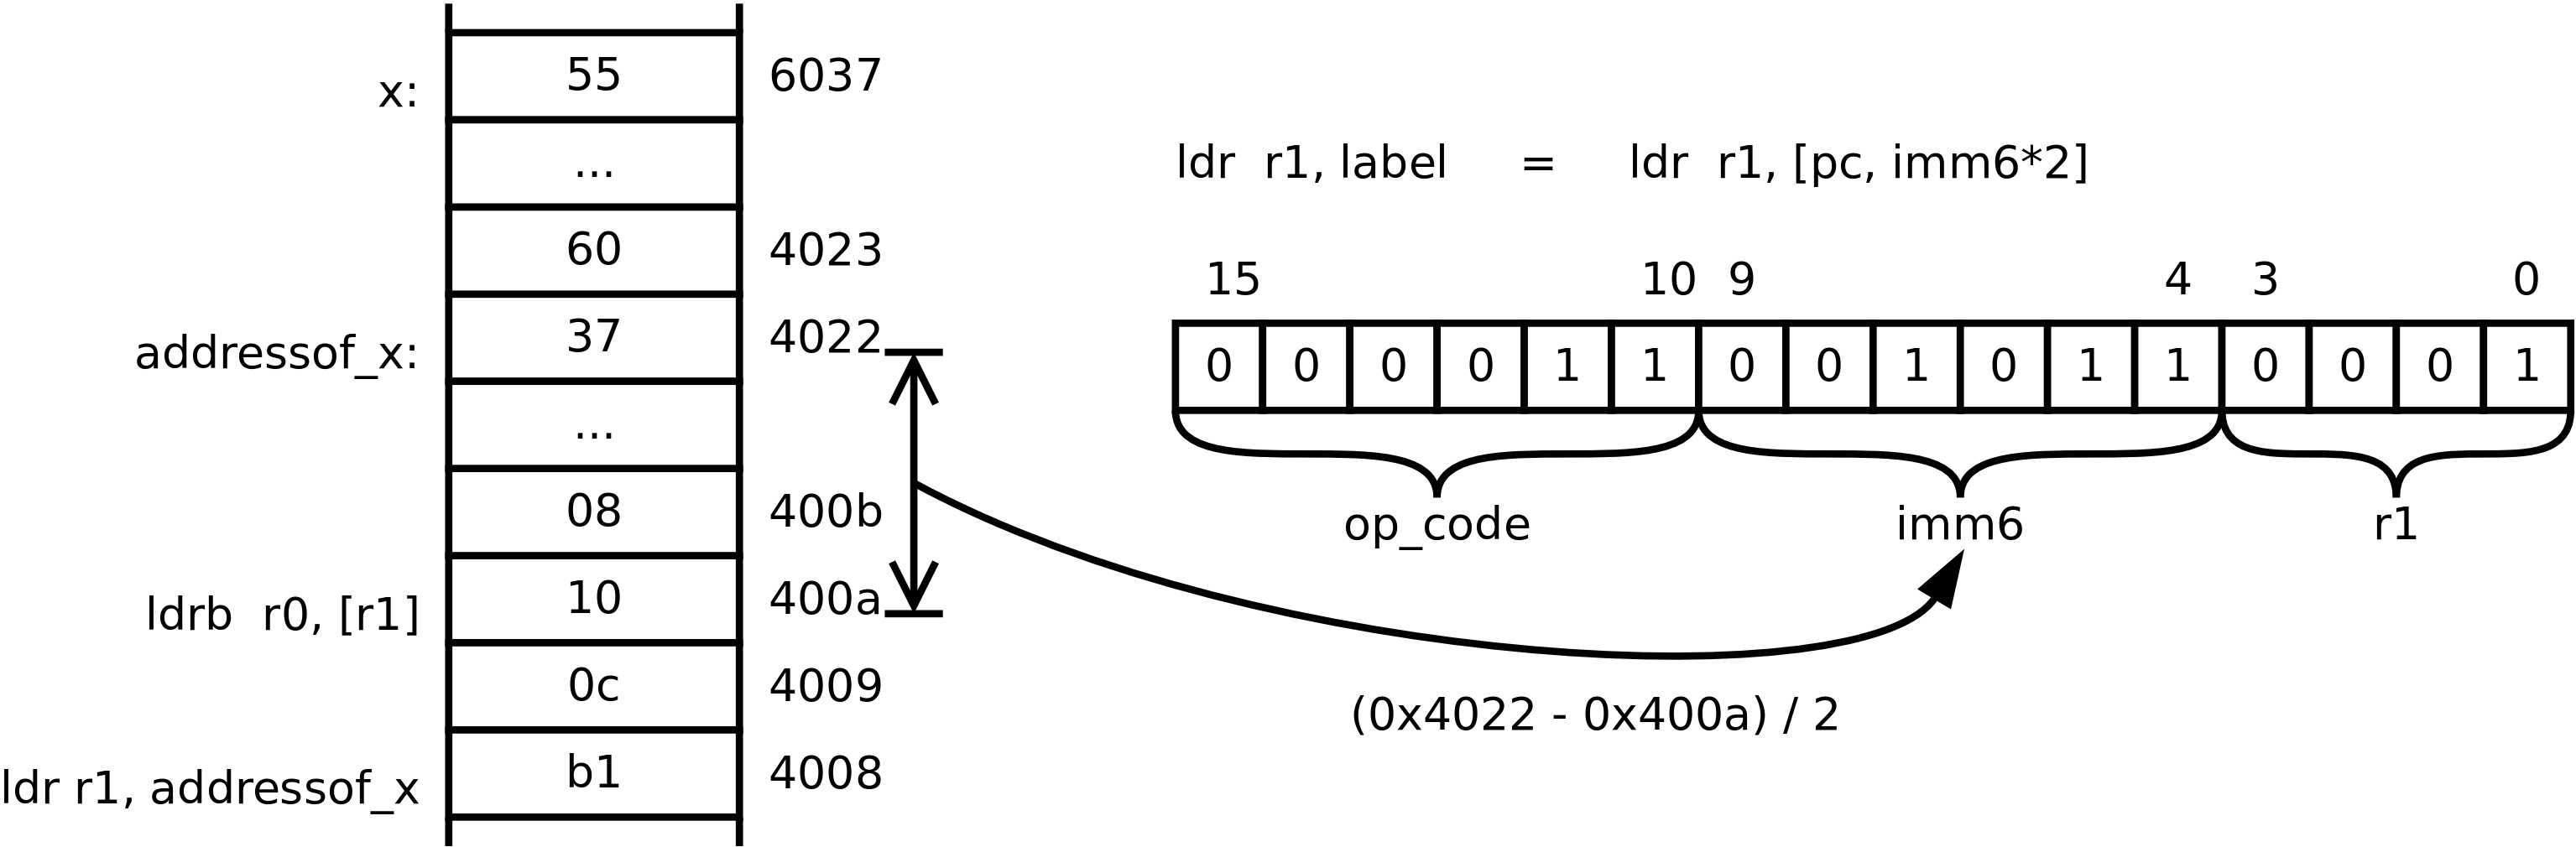 x: 55 6037
...
60 4023
addressof_x: 37 4022
...
08 400b
ldrb r0, [r1] 10 400a
0c 4009
ldr r1, addressof_x b1 4008
ldr r1, label = ldr r1, [pc, imm6*2]
15 10 9 4 3 0
0 0 0 0 1 1 0 0 1 0 1 1 0 0 0 1
op_code imm6 r1
(0x4022 - 0x400a) / 2